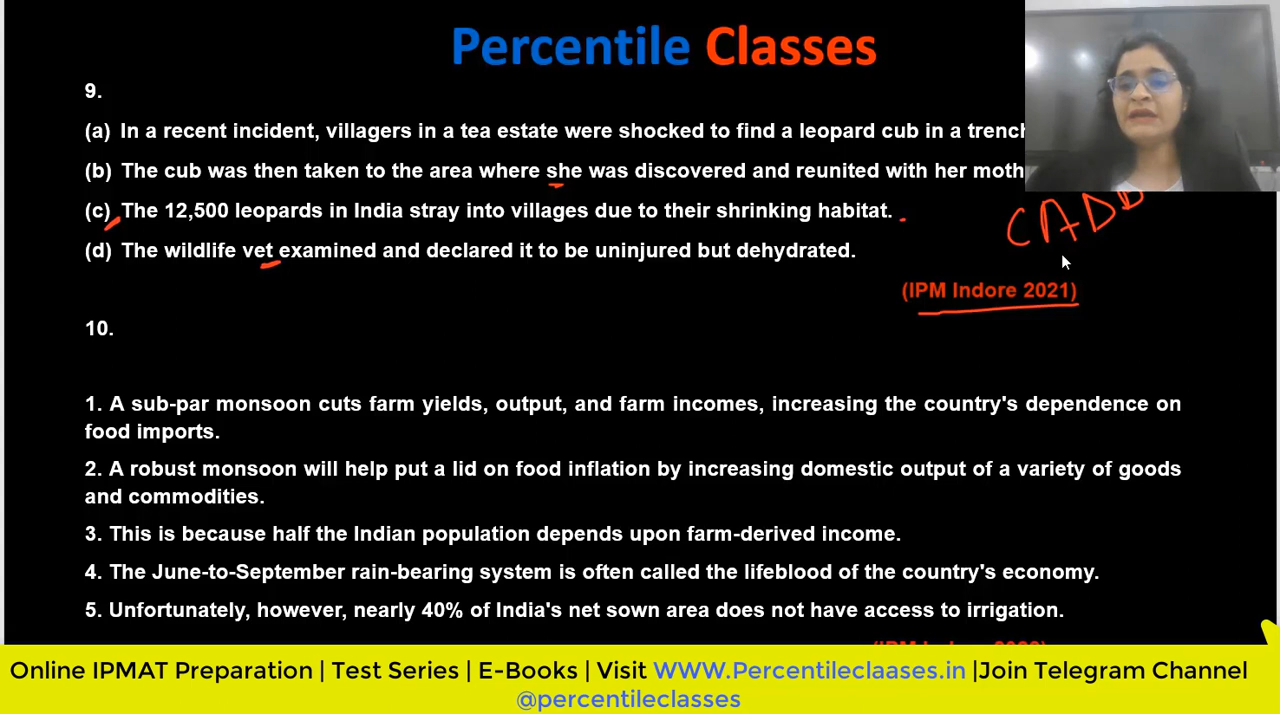 Percentile Classes
9.
(a) In a recent incident, villagers in a tea estate were shocked to find a leopard cub in a trench
(b) The cub was then taken to the area where she was discovered and reunited with her moth
(c) The 12,500 leopards in India stray into villages due to their shrinking habitat.
CADB
(d) The wildlife vet examined and declared it to be uninjured but dehydrated.
(IPM Indore 2021)
10.
1. A sub-par monsoon cuts farm yields, output, and farm incomes, increasing the country's dependence on
food imports.
2. A robust monsoon will help put a lid on food inflation by increasing domestic output of a variety of goods
and commodities.
3. This is because half the Indian population depends upon farm-derived income.
4. The June-to-September rain-bearing system is often called the lifeblood of the country's economy.
5. Unfortunately, however, nearly 40% of India's net sown area does not have access to irrigation.
Online IPMAT Preparation | Test Series | E-Books | Visit WWW.Percentileclaases.in |Join Telegram Channel
@percentileclasses